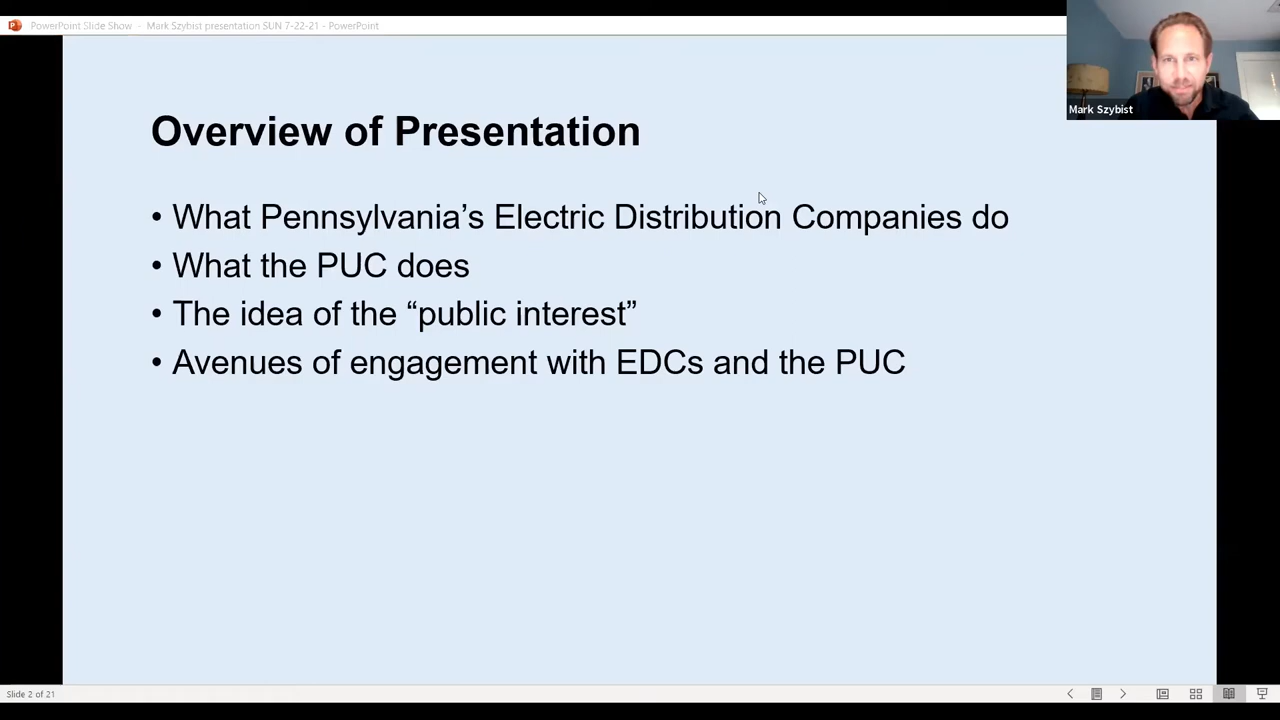 PowerPoint Slide Show - Mark Szybist presentation SUN 7-22-21 - PowerPoint
Mark Szybist
Overview of Presentation
• What Pennsylvania’s Electric Distribution Companies do
• What the PUC does
• The idea of the “public interest”
• Avenues of engagement with EDCs and the PUC
Slide 2 of 21